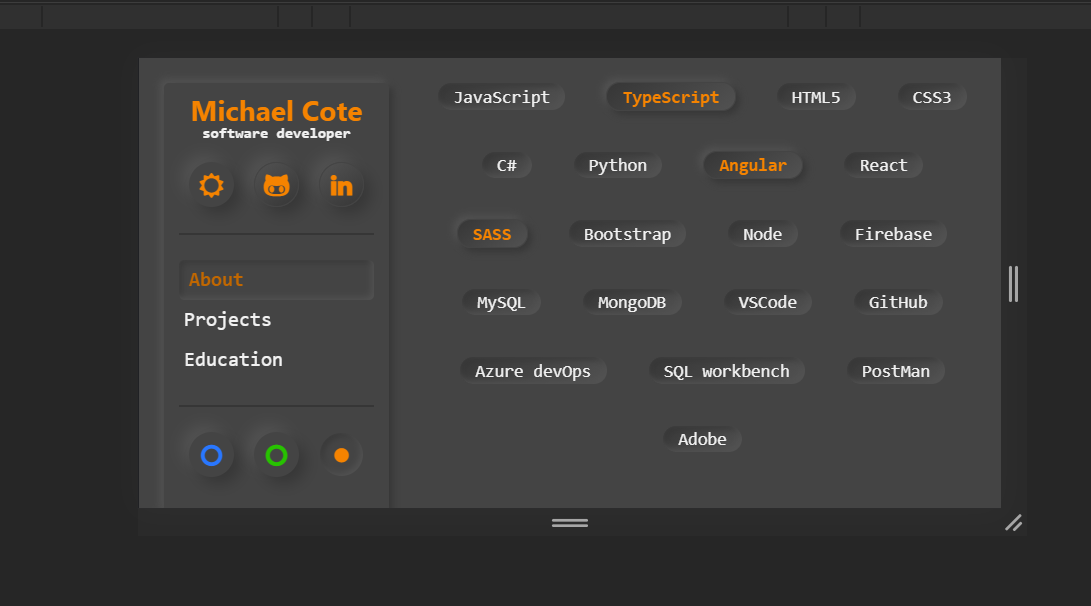 Michael Cote
software developer
About
Projects
Education
JavaScript TypeScript HTML5 CSS3
C# Python Angular React
SASS Bootstrap Node Firebase
MySQL MongoDB VSCode GitHub
Azure devOps SQL workbench PostMan
Adobe